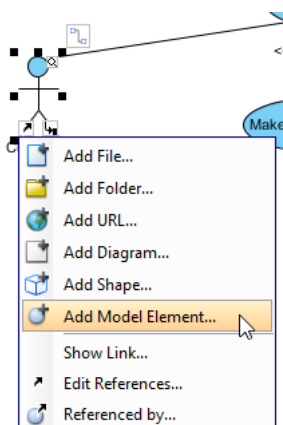 <
Make
C
Add File...
Add Folder...
Add URL...
Add Diagram...
Add Shape...
Add Model Element...
Show Link...
Edit References...
Referenced by...